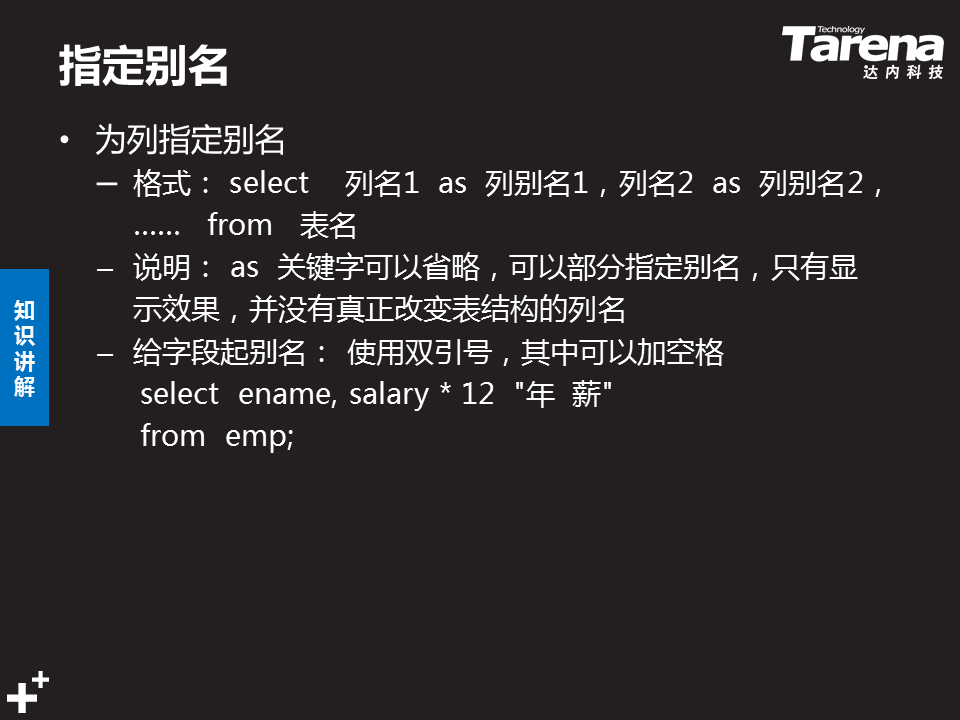 指定别名
Technology
Tarena
达内科技
• 为列指定别名
– 格式： select 列名1 as 列别名1，列名2 as 列别名2，
…… from 表名
– 说明： as 关键字可以省略，可以部分指定别名，只有显
示效果，并没有真正改变表结构的列名
– 给字段起别名： 使用双引号，其中可以加空格
select ename, salary * 12 "年 薪"
from emp;
知
识
讲
解